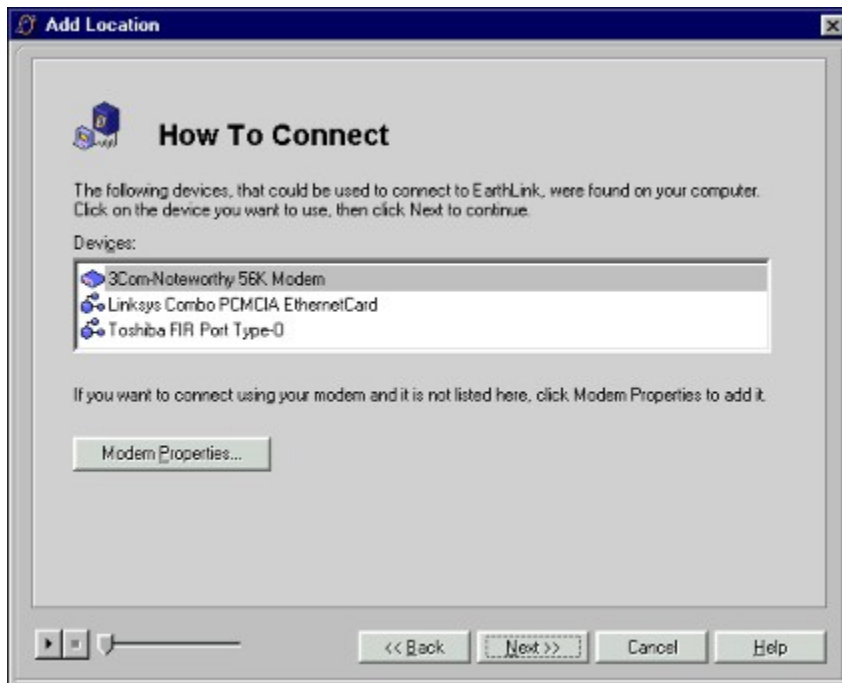 Add Location
How To Connect
The following devices, that could be used to connect to EarthLink, were found on your computer.
Click on the device you want to use, then click Next to continue.
Devices:
3Com-Noteworthy 56K Modem
Linksys Combo PCMCIA EthernetCard
Toshiba FIR Port Type-O
If you want to connect using your modem and it is not listed here, click Modem Properties to add it.
Modem Properties...
<< Back
Next >>
Cancel
Help